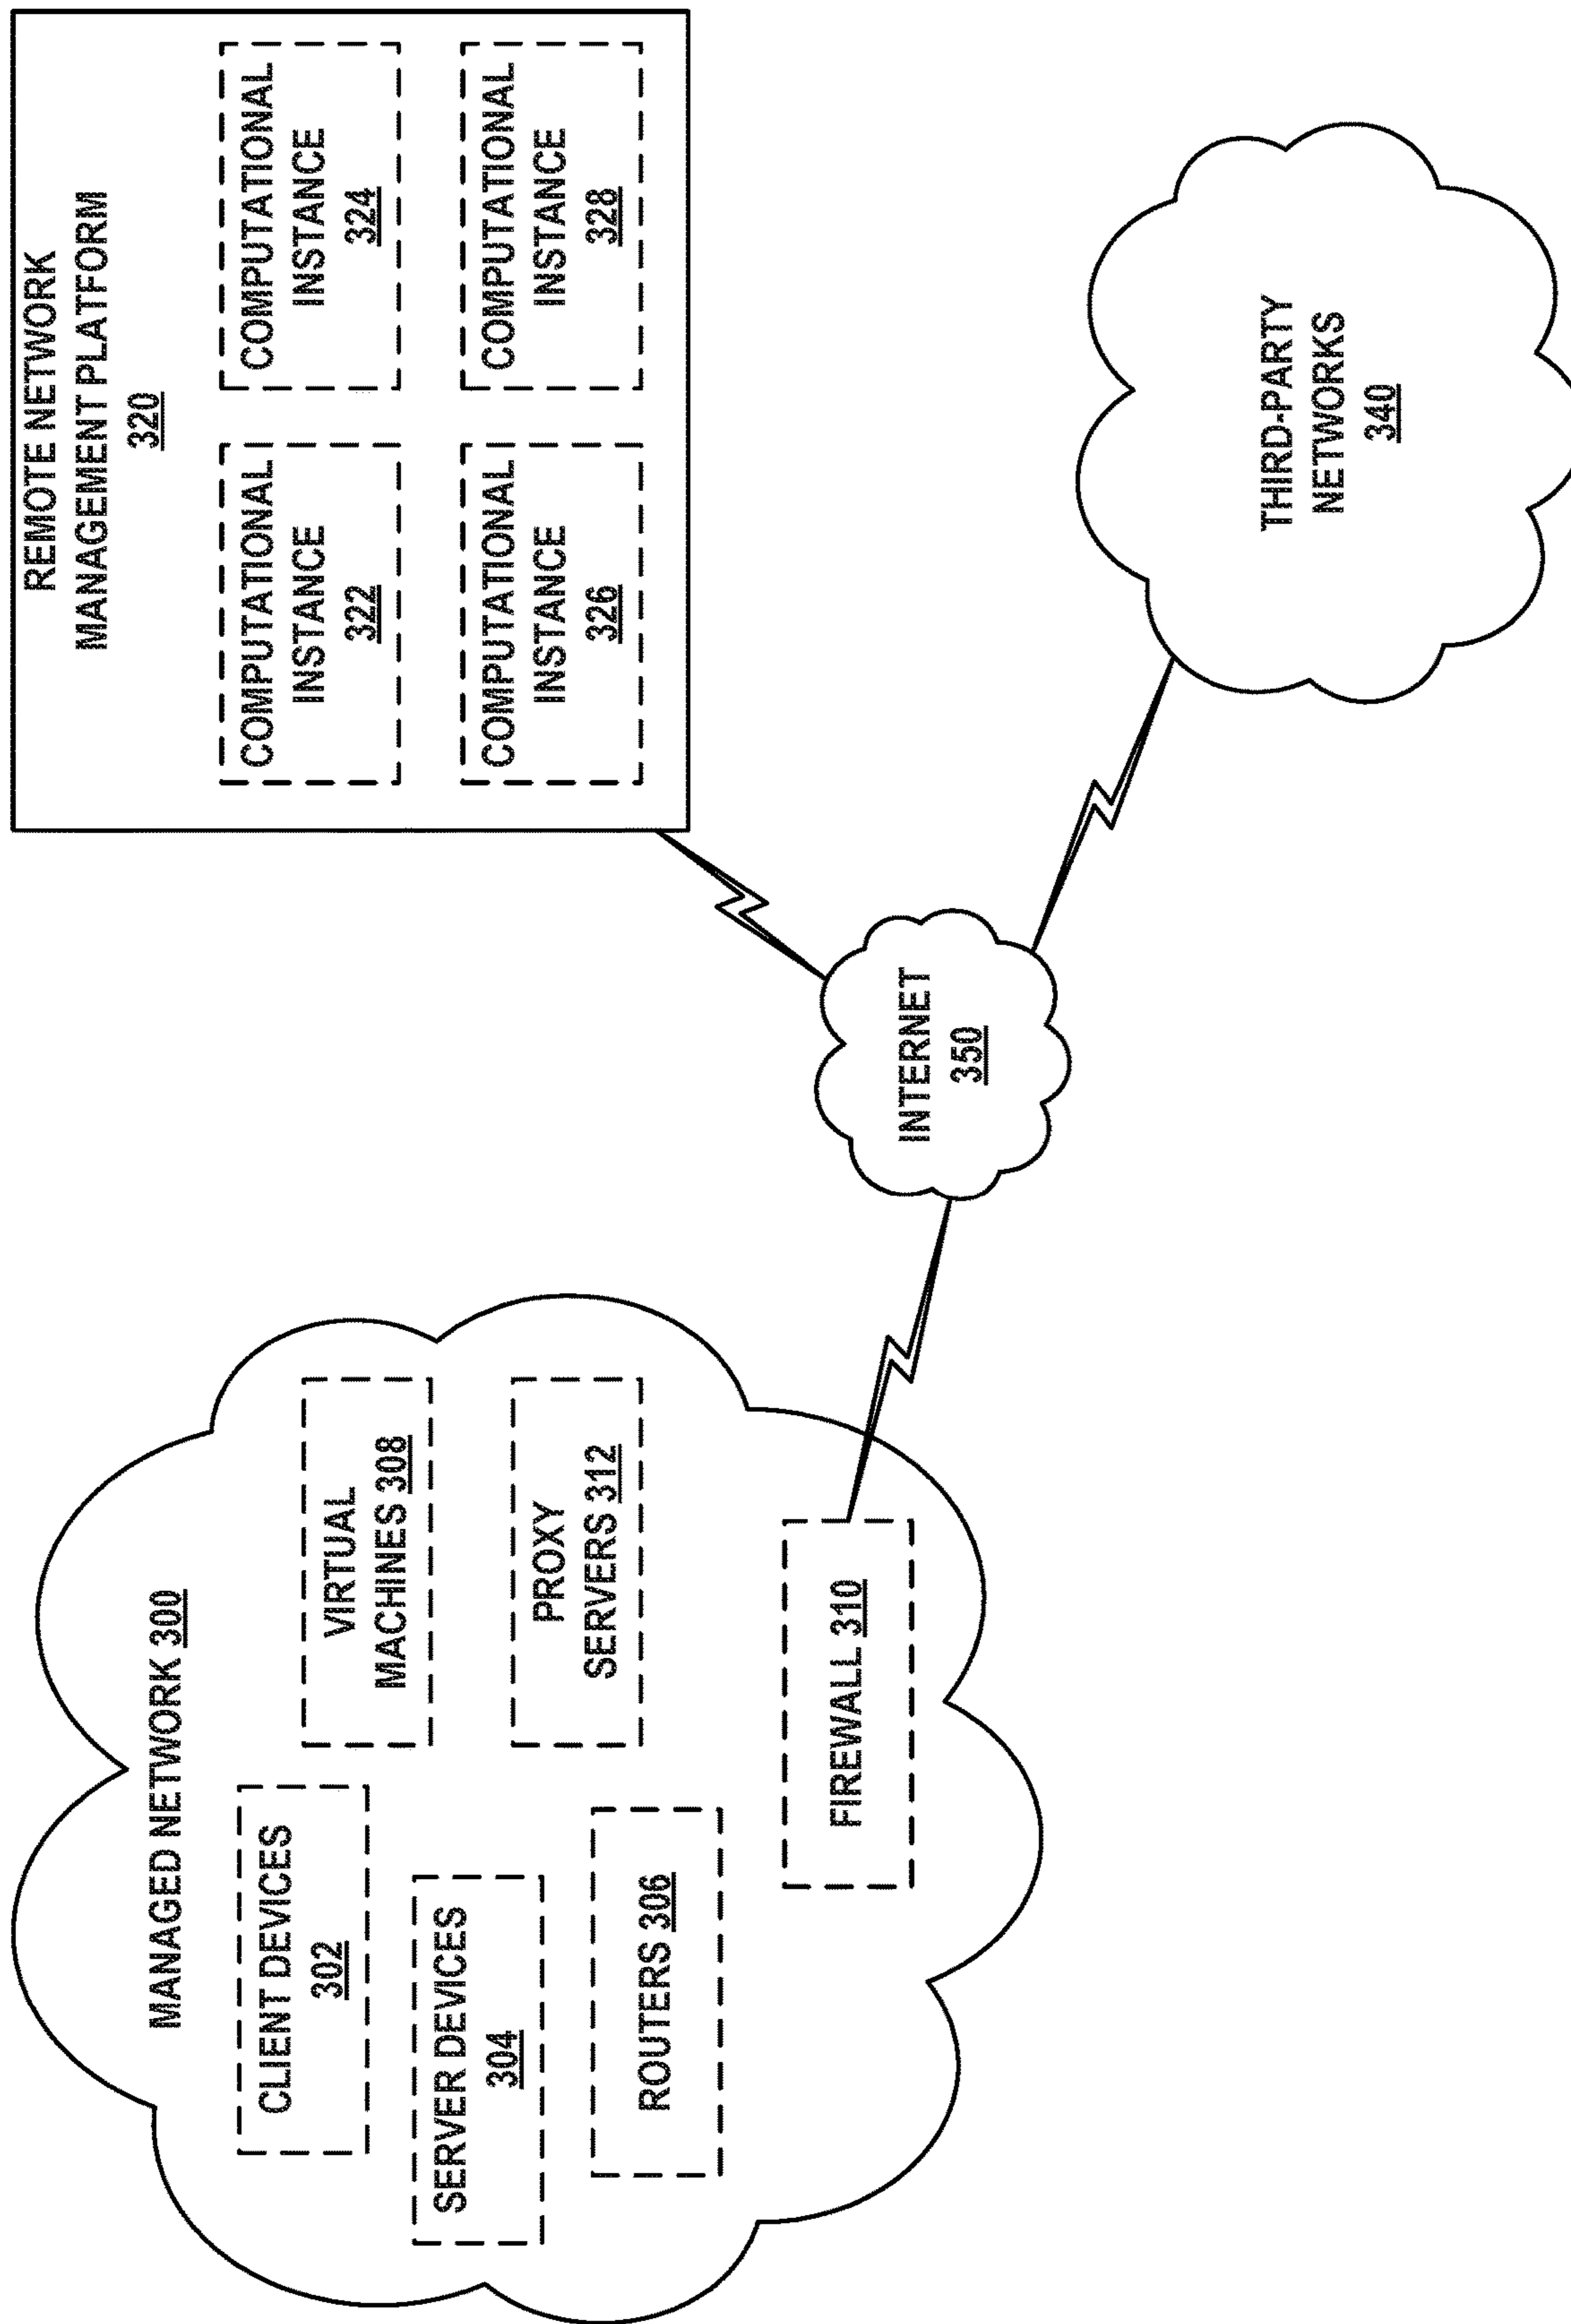 MANAGED NETWORK 300
CLIENT DEVICES
302
VIRTUAL
MACHINES 308
SERVER DEVICES
304
PROXY
SERVERS 312
ROUTERS 306
FIREWALL 310
INTERNET
350
REMOTE NETWORK
MANAGEMENT PLATFORM
320
COMPUTATIONAL
INSTANCE
322
COMPUTATIONAL
INSTANCE
324
COMPUTATIONAL
INSTANCE
326
COMPUTATIONAL
INSTANCE
328
THIRD-PARTY
NETWORKS
340